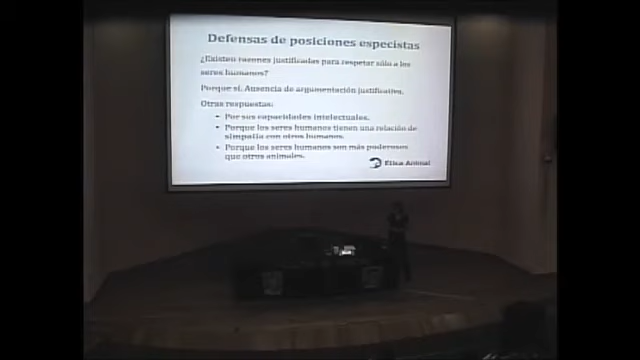 Defensas de posiciones especistas
¿Existen razones justificadas para respetar sólo a los
seres humanos?
Porque sí. Ausencia de argumentación justificativa.
Otras respuestas:
• Por sus capacidades intelectuales.
• Porque los seres humanos tienen una relación de
simpatía con otros humanos.
• Porque los seres humanos son más poderosos
que otros animales.
Etica Animal